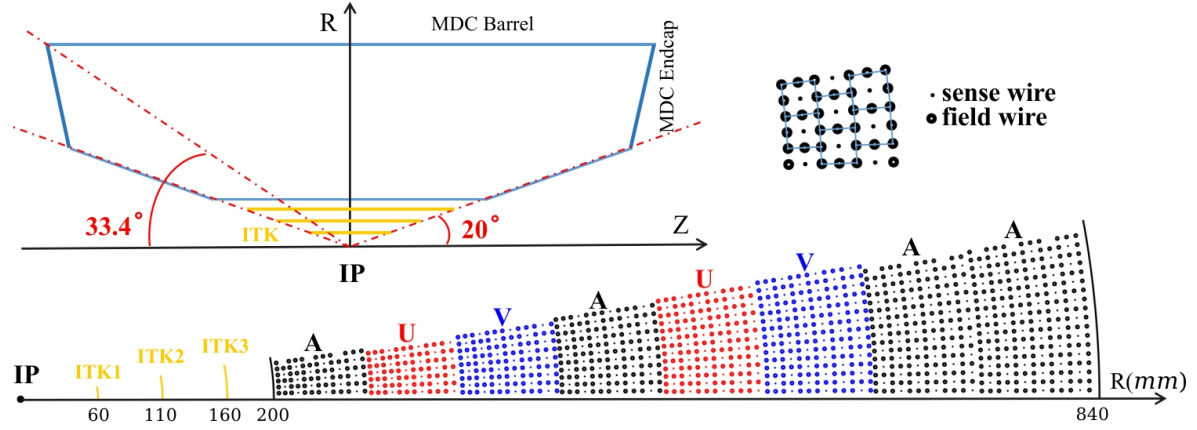 R
MDC Barrel
MDC Endcap
sense wire
field wire
33.4°
ITK
20°
Z
IP
A
U
V
A
U
V
A
A
IP
ITK1
ITK2
ITK3
R(mm)
60
110
160
200
840